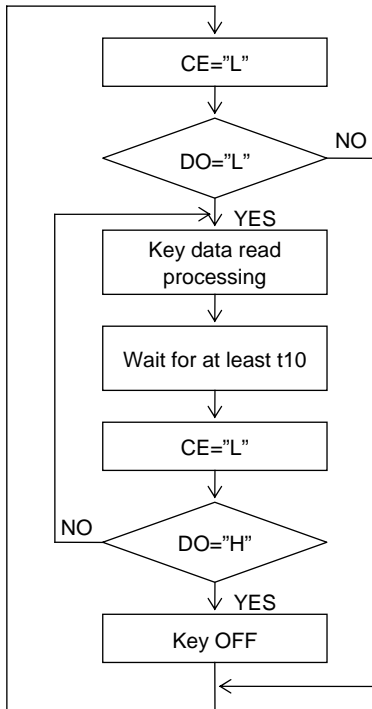 CE=”L”
NO
DO=”L”
YES
Key data read
processing
Wait for at least t10
CE=”L”
NO
DO=”H”
YES
Key OFF